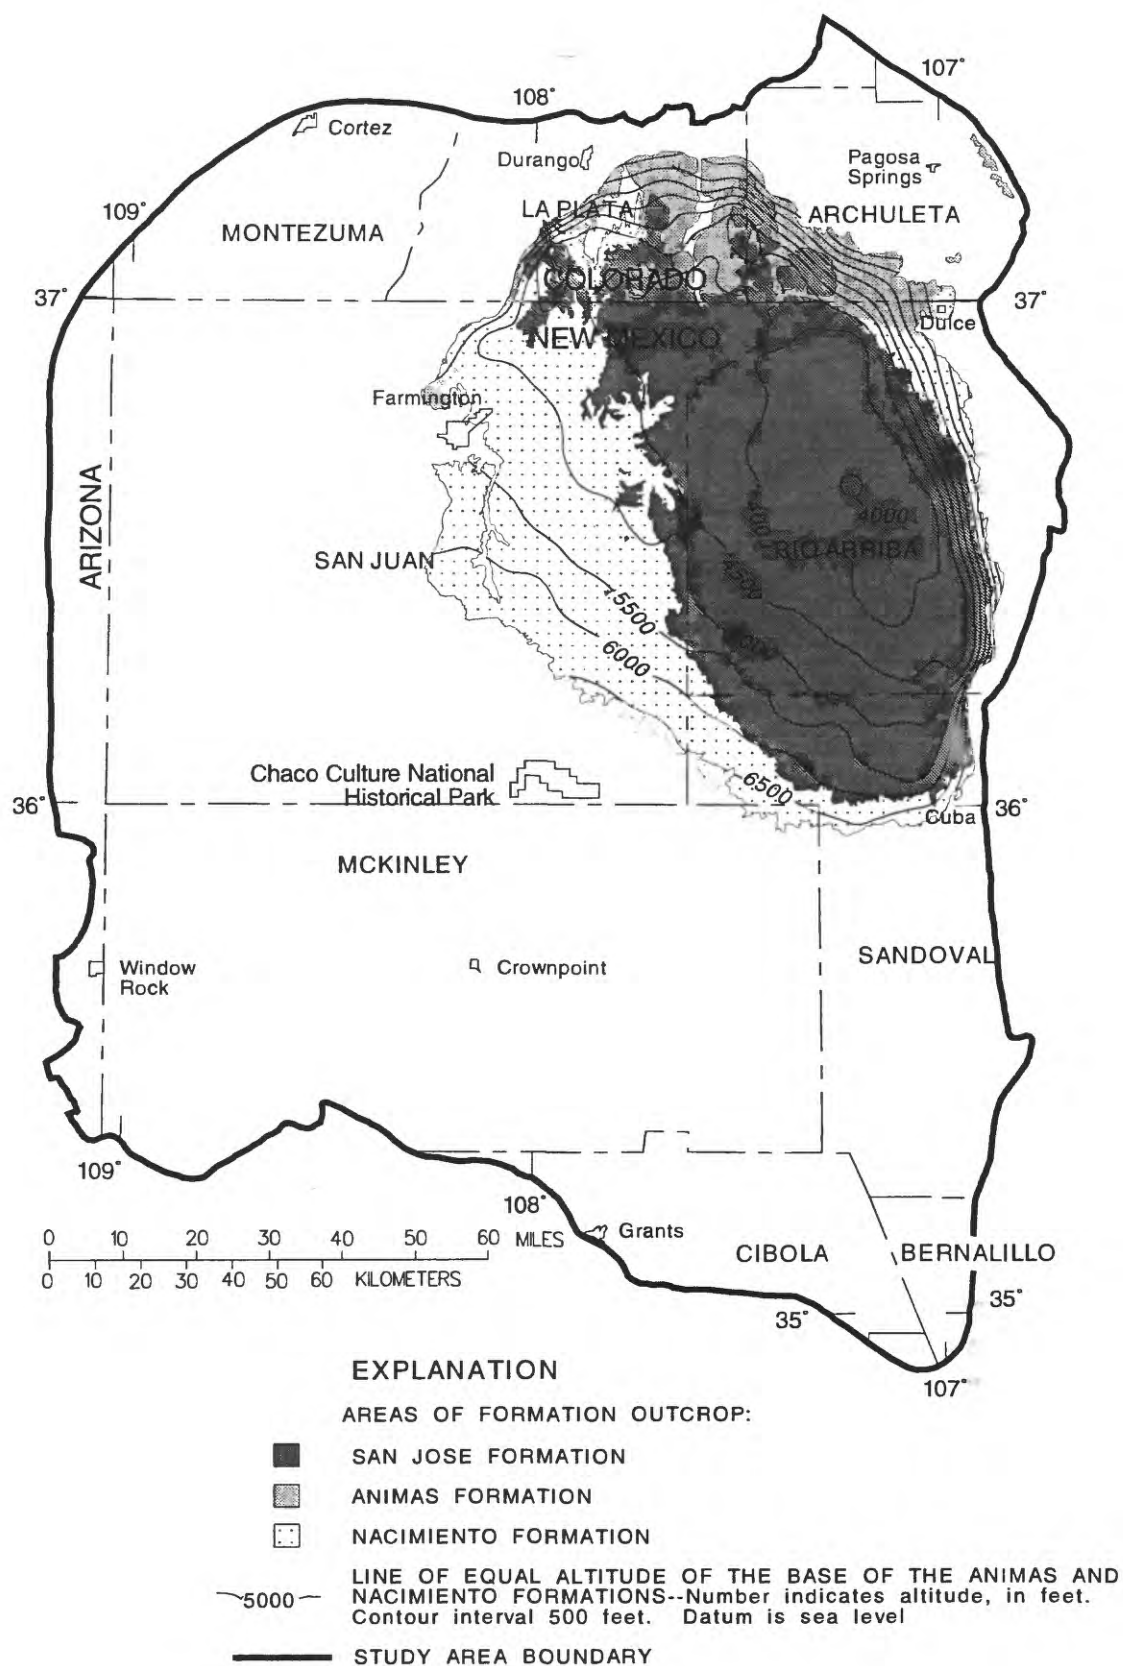 107°
108°
Cortez
Durango
Pagosa
Springs
109°
LA PLATA
ARCHULETA
MONTEZUMA
COLORADO
37°
37°
Dulce
NEW MEXICO
Farmington
ARIZONA
4000
SAN JUAN
RIO ARRIBA
4500
5500
6000
Chaco Culture National
Historical Park
6500
36°
36°
Cuba
MCKINLEY
SANDOVAL
Window
Rock
Crownpoint
109°
108°
Grants
0 10 20 30 40 50 60 MILES
0 10 20 30 40 50 60 KILOMETERS
CIBOLA
BERNALILLO
35°
35°
107°
EXPLANATION
AREAS OF FORMATION OUTCROP:
SAN JOSE FORMATION
ANIMAS FORMATION
NACIMIENTO FORMATION
5000
LINE OF EQUAL ALTITUDE OF THE BASE OF THE ANIMAS AND
NACIMIENTO FORMATIONS--Number indicates altitude, in feet.
Contour interval 500 feet. Datum is sea level
STUDY AREA BOUNDARY